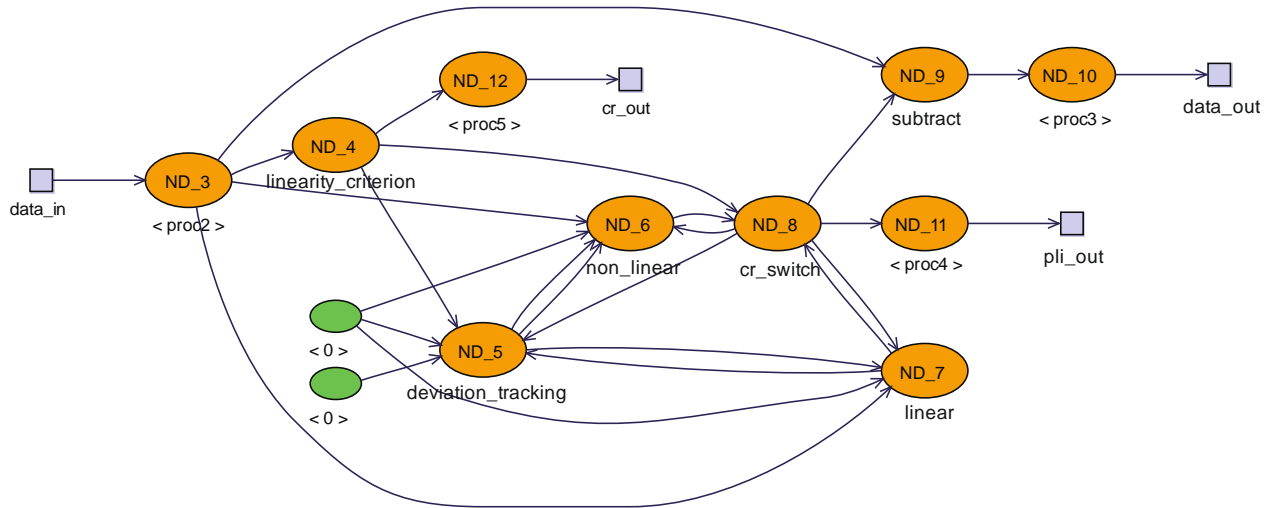 data_in
ND_3
< proc2 >
ND_4
linearity_criterion
ND_12
< proc5 >
cr_out
ND_9
subtract
ND_10
< proc3 >
data_out
ND_6
non_linear
ND_8
cr_switch
ND_11
< proc4 >
pli_out
< 0 >
< 0 >
ND_5
deviation_tracking
ND_7
linear